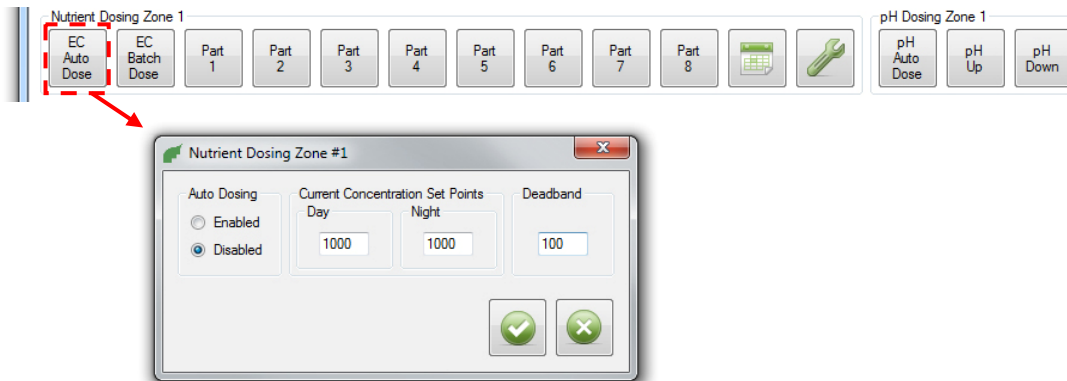 Nutrient Dosing Zone 1
pH Dosing Zone 1
EC Auto Dose
EC Batch Dose
Part 1
Part 2
Part 3
Part 4
Part 5
Part 6
Part 7
Part 8
pH Auto Dose
pH Up
pH Down
Nutrient Dosing Zone #1
Auto Dosing
Current Concentration Set Points
Deadband
Day
Night
Enabled
Disabled
1000
1000
100